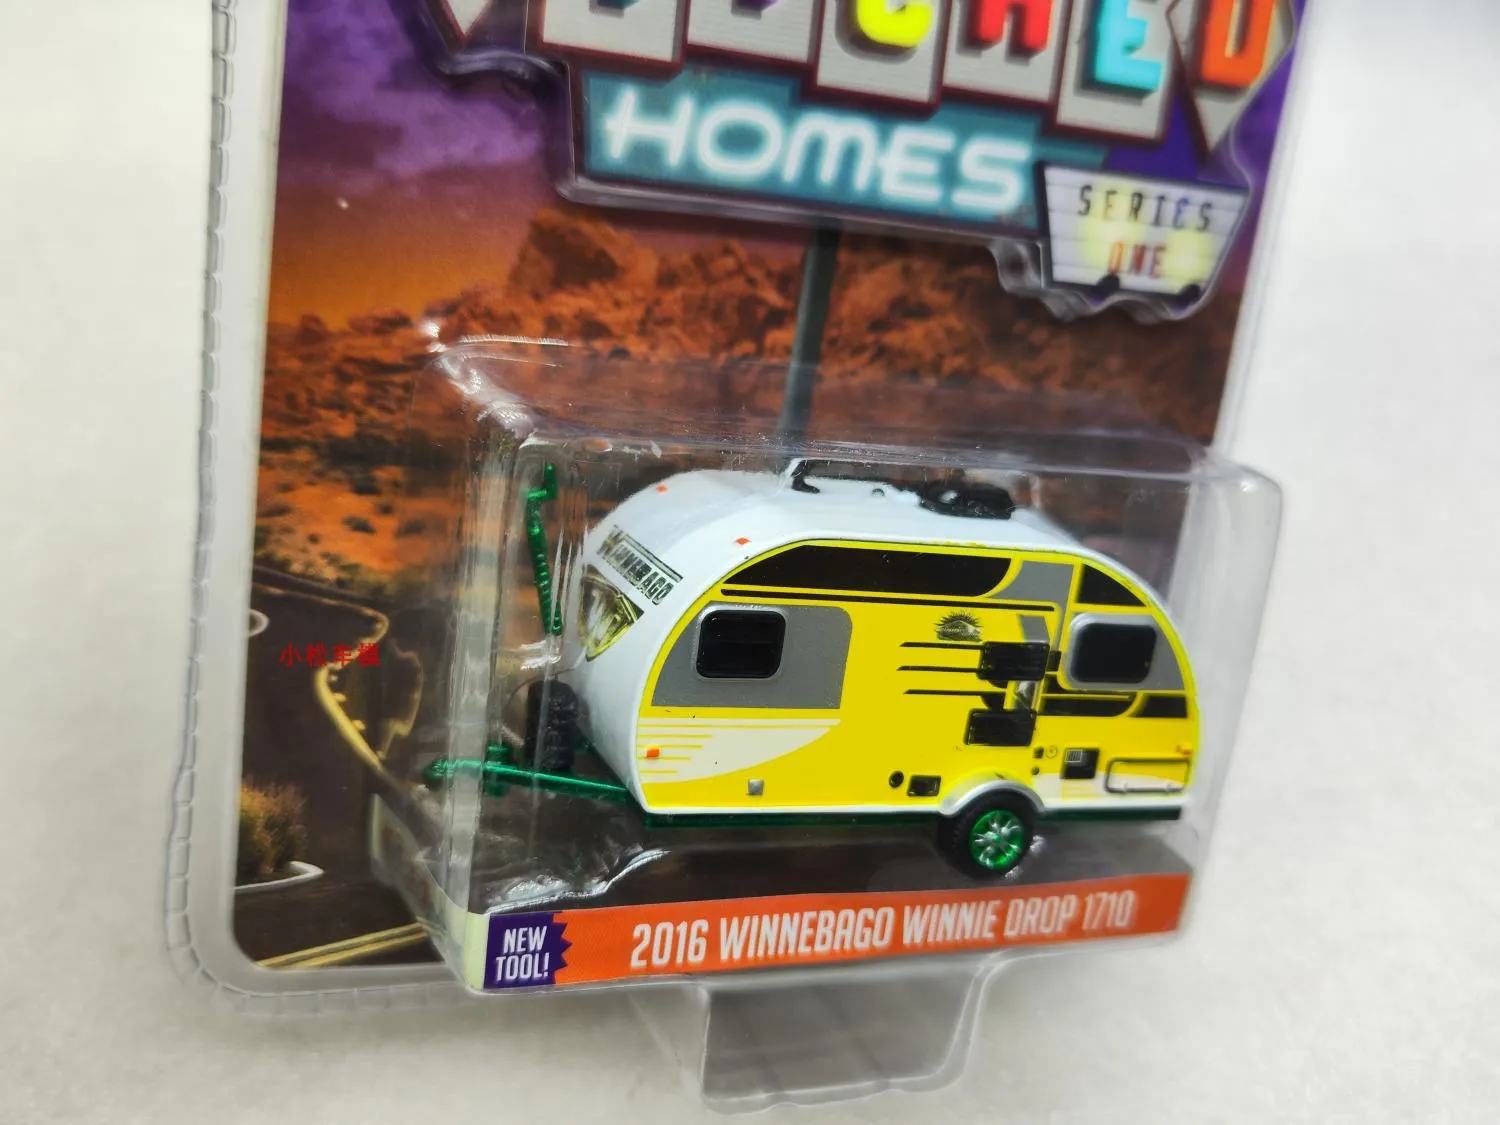 HOMES
SERIES
ONE
WINNEBAGO
小松车模
NEW
TOOL!
2016 WINNEBAGO WINNIE DROP 1710